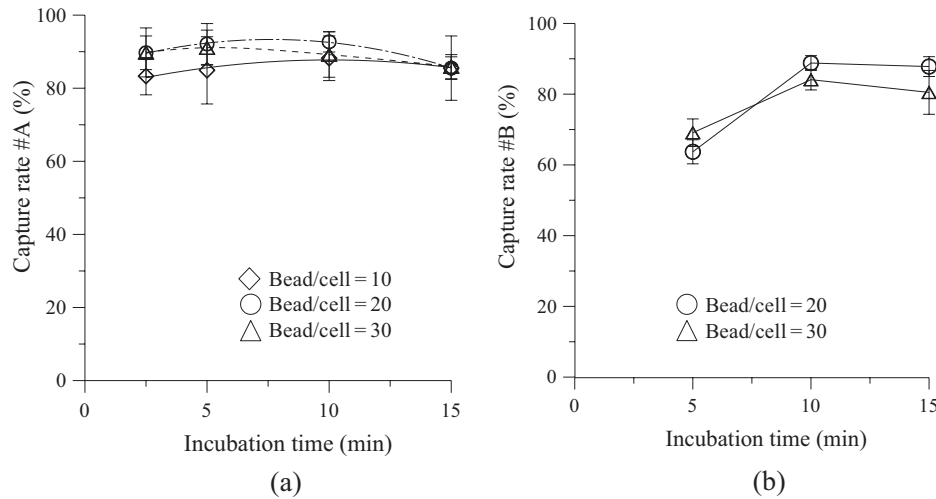 100
80
60
40
20
0
Capture rate #A (%)
Bead/cell = 10
Bead/cell = 20
Bead/cell = 30
0
5
10
15
Incubation time (min)
(a)
100
80
60
40
20
0
Capture rate #B (%)
Bead/cell = 20
Bead/cell = 30
0
5
10
15
Incubation time (min)
(b)